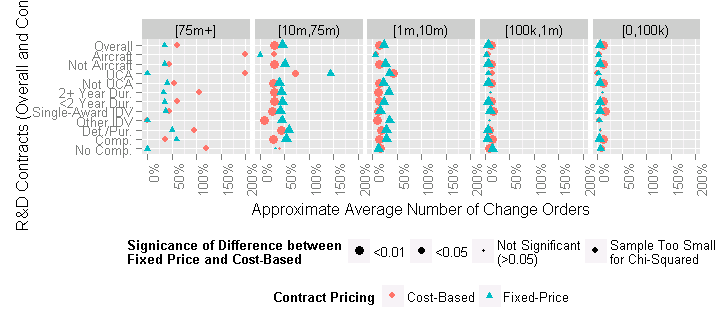 [75m+] [10m,75m) [1m,10m) [100k,1m) [0,100k)
R&D Contracts (Overall and Con
Overall
Aircraft
Not Aircraft
UCA
Not UCA
2+ Year Dur.
<2 Year Dur.
Single-Award IDV
Other IDV
Def./Pur.
Comp.
No Comp.
0% 50% 100% 150% 200% 0% 50% 100% 150% 200% 0% 50% 100% 150% 200% 0% 50% 100% 150% 200% 0% 50% 100% 150% 200%
Approximate Average Number of Change Orders
Signicance of Difference between
Fixed Price and Cost-Based
<0.01
<0.05
Not Significant
(>0.05)
Sample Too Small
for Chi-Squared
Contract Pricing
Cost-Based
Fixed-Price